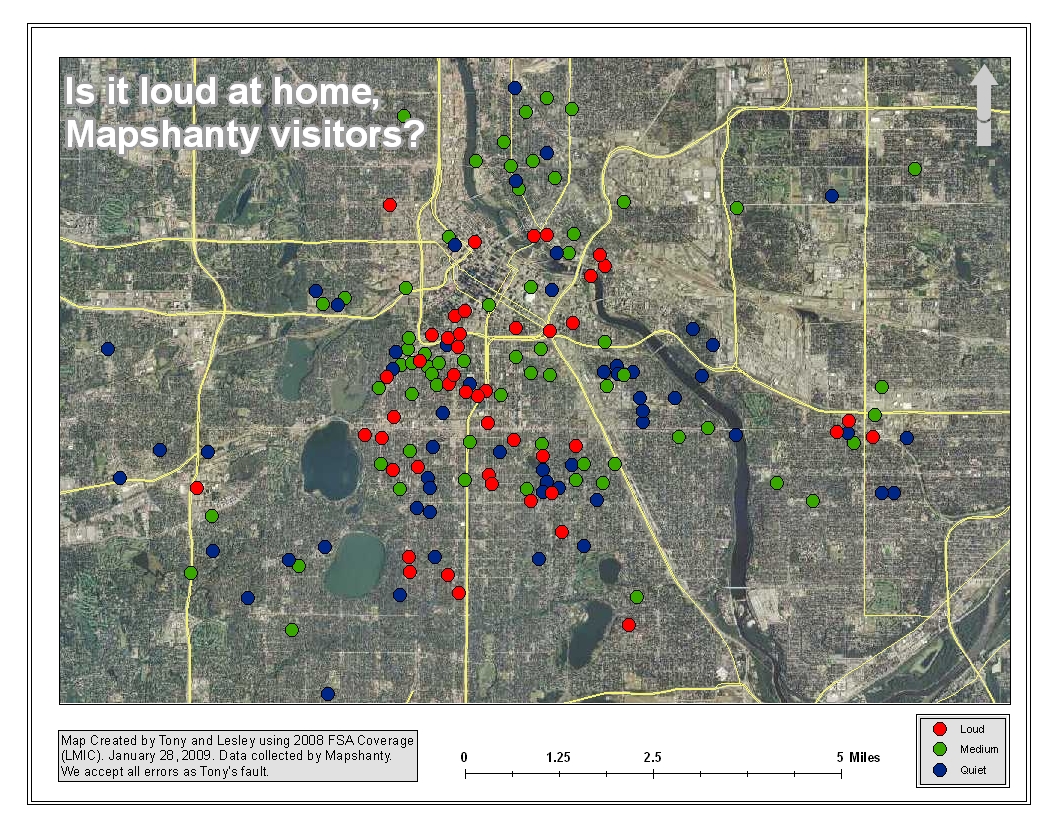 Is it loud at home,
Mapshanty visitors?
Map Created by Tony and Lesley using 2008 FSA Coverage
(LMIC). January 28, 2009. Data collected by Mapshanty.
We accept all errors as Tony's fault.
0 1.25 2.5 5 Miles
Loud
Medium
Quiet